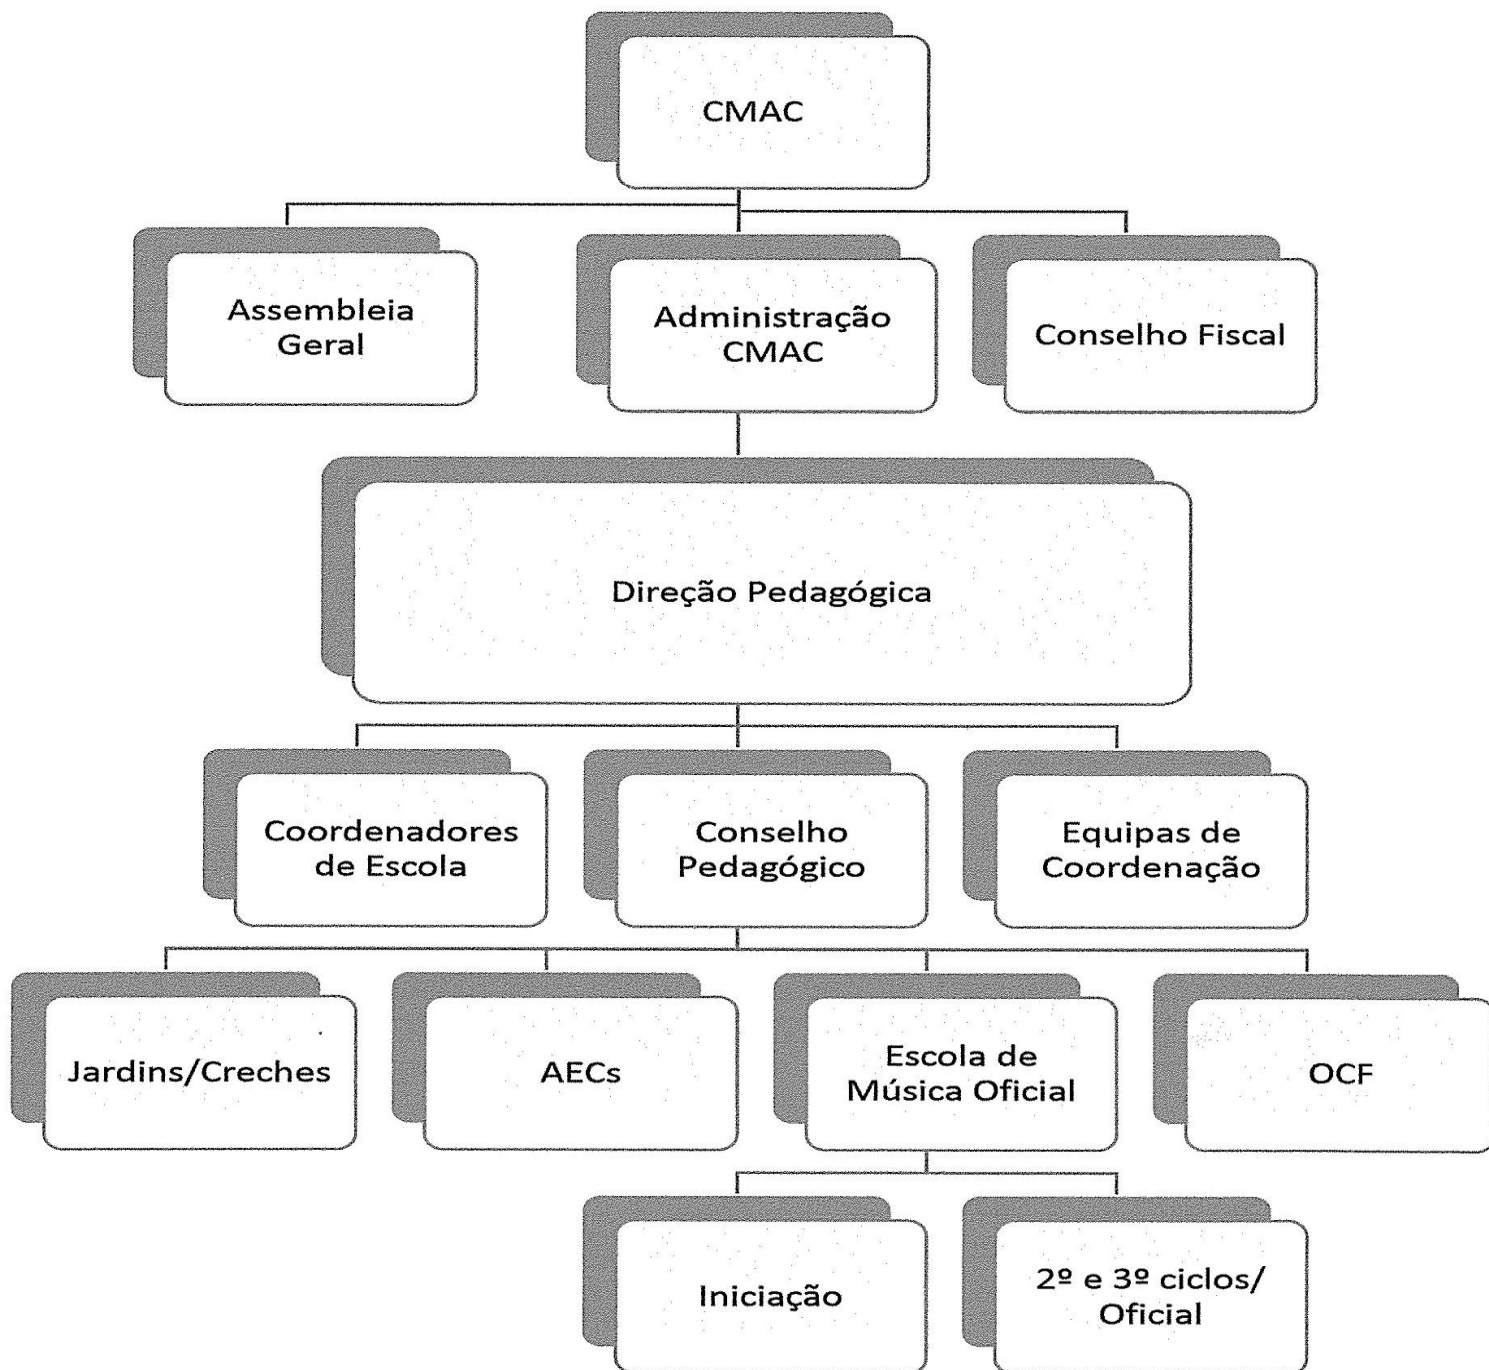 CMAC
Assembleia
Geral
Administração
CMAC
Conselho Fiscal
Direção Pedagógica
Coordenadores
de Escola
Conselho
Pedagógico
Equipas de
Coordenação
Jardins/Creches
AECs
Escola de
Música Oficial
OCF
Iniciação
2º e 3º ciclos/
Oficial